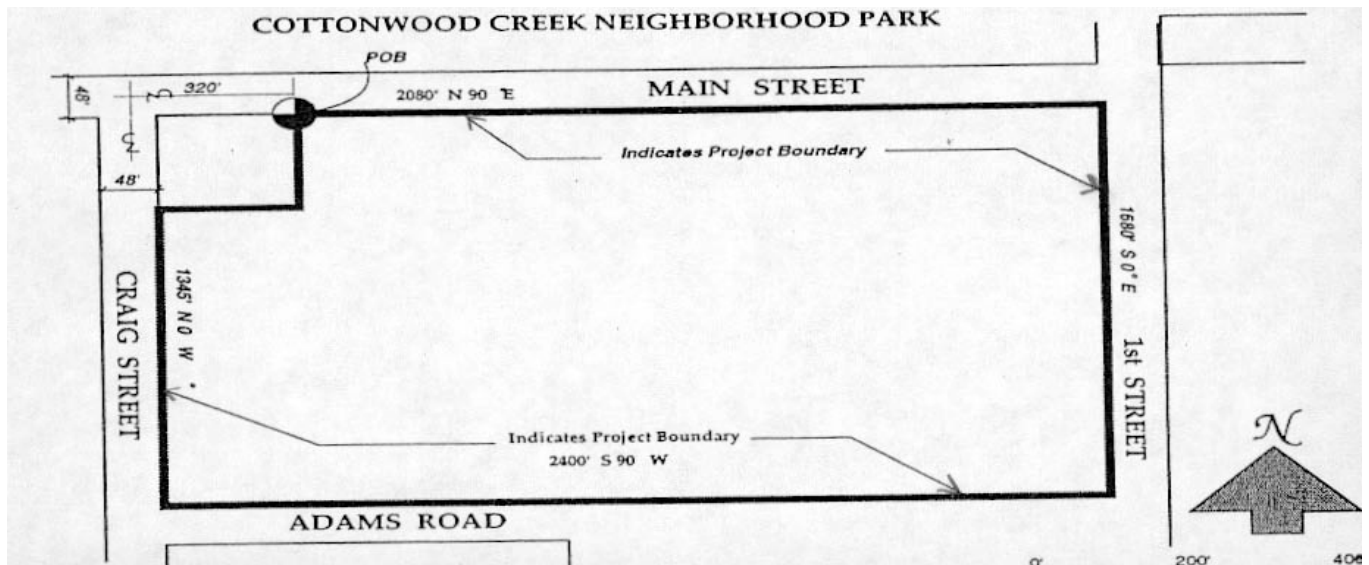 COTTONWOOD CREEK NEIGHBORHOOD PARK
POB
48'
320'
2080' N 90 'E
MAIN STREET
Indicates Project Boundary
48'
1680' S 0° E
1345' N 0 W
CRAIG STREET
1st STREET
Indicates Project Boundary
2400' S 90 W
N
ADAMS ROAD
0'
200'